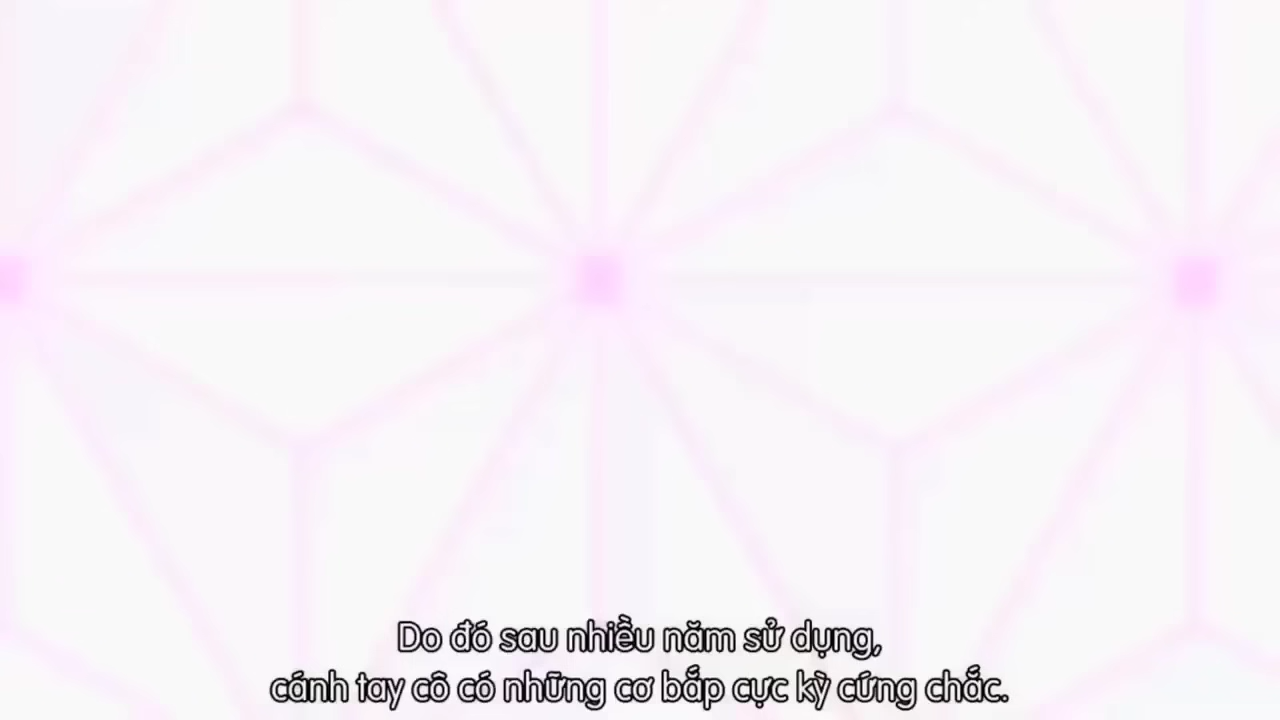 Do đó sau nhiều năm sử dụng,
cánh tay cô có những cơ bắp cực kỳ cứng chắc.